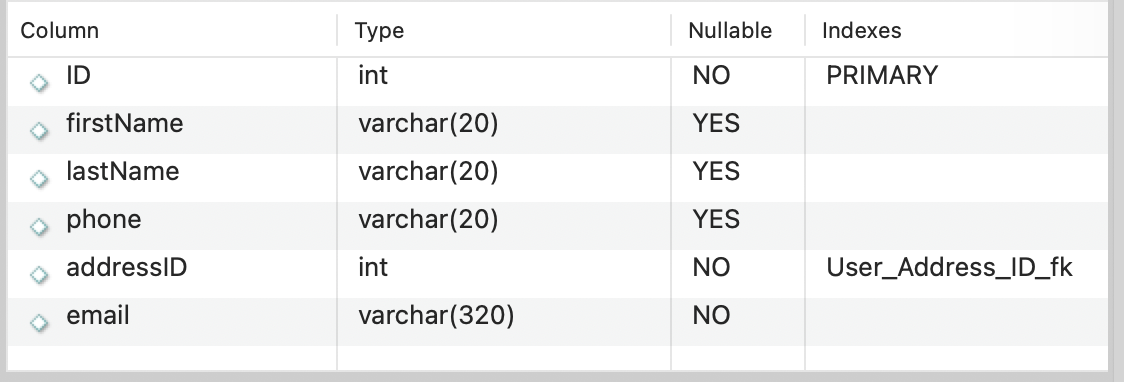 Column Type Nullable Indexes
ID int NO PRIMARY
firstName varchar(20) YES
lastName varchar(20) YES
phone varchar(20) YES
addressID int NO User_Address_ID_fk
email varchar(320) NO